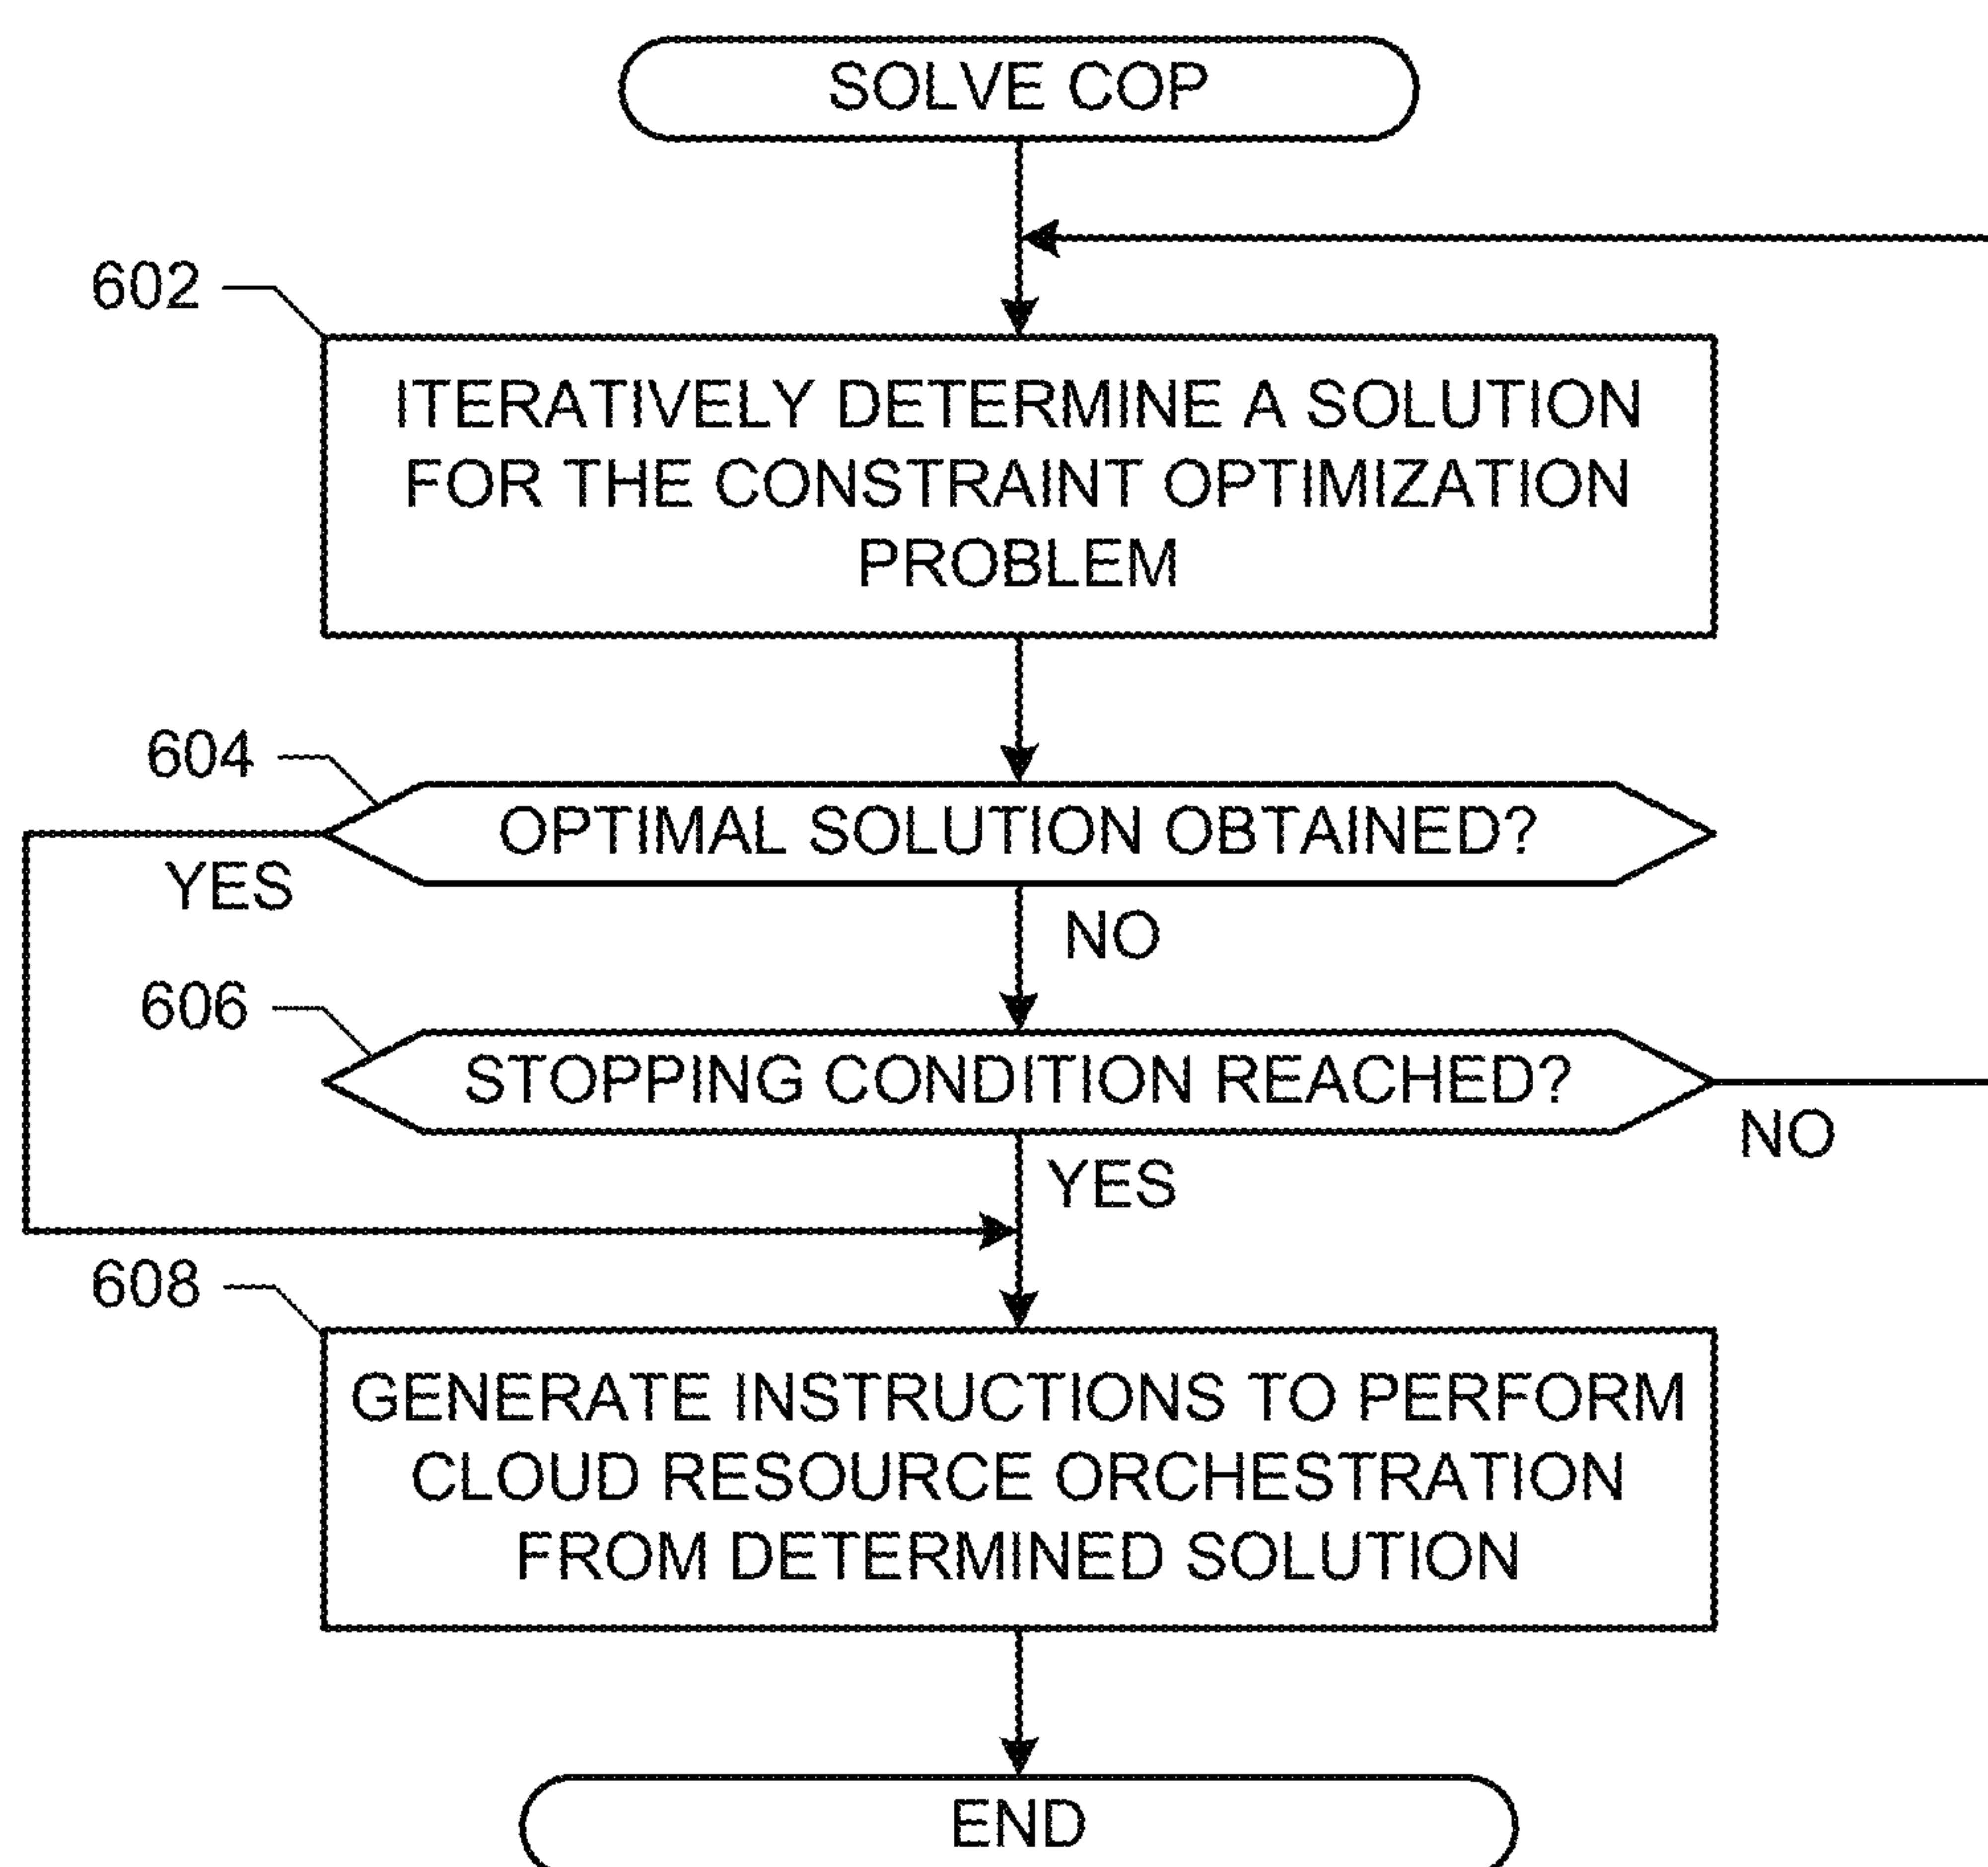 SOLVE COP
602
ITERATIVELY DETERMINE A SOLUTION
FOR THE CONSTRAINT OPTIMIZATION
PROBLEM
604
OPTIMAL SOLUTION OBTAINED?
YES
NO
606
STOPPING CONDITION REACHED?
NO
YES
608
GENERATE INSTRUCTIONS TO PERFORM
CLOUD RESOURCE ORCHESTRATION
FROM DETERMINED SOLUTION
END